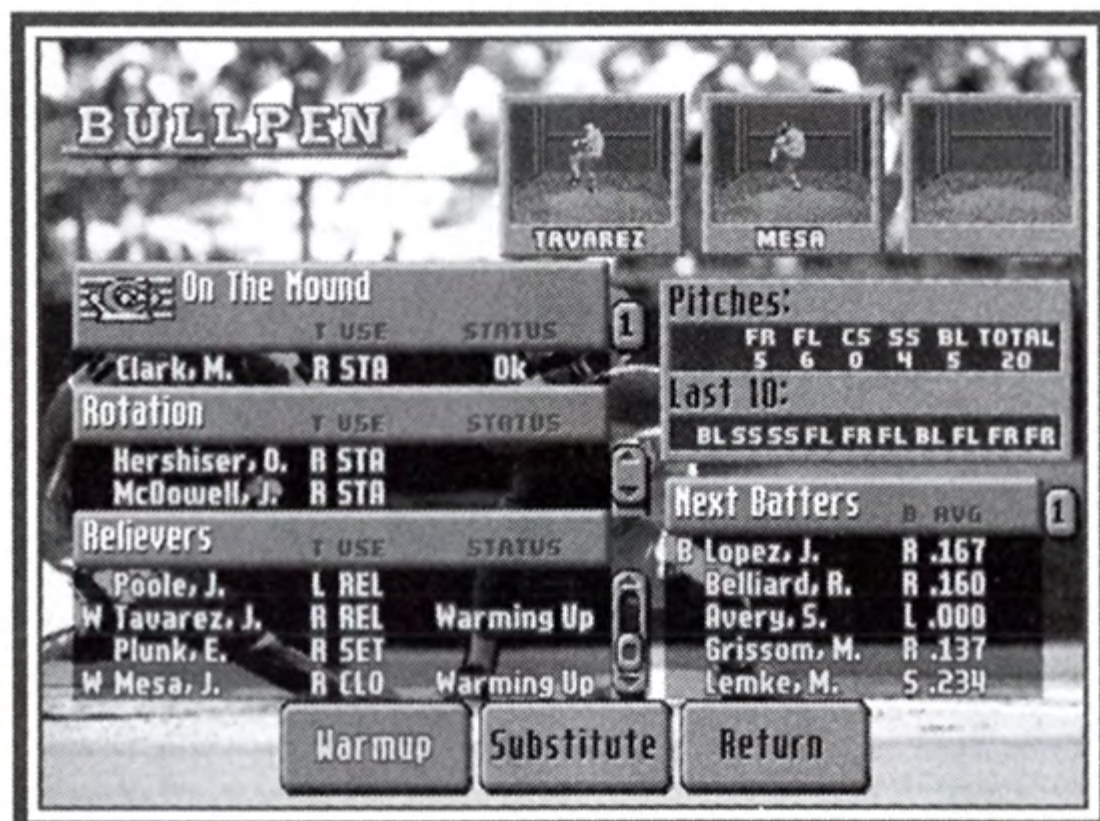 BULLPEN
TAVAREZ
MESA
On The Mound
T USE STATUS
1
Clark, M. R STA Ok
Rotation
T USE STATUS
Hershiser, O. R STA
McDowell, J. R STA
Relievers
T USE STATUS
Poole, J. L REL
W Tavarez, J. R REL Warming Up
Plunk, E. R SET
W Mesa, J. R CLO Warming Up
Pitches:
FR FL CS SS BL TOTAL
5 6 0 4 5 20
Last 10:
BL SS SS FL FR FL BL FL FR FR
Next Batters B AVG
1
B Lopez, J. R .167
Belliard, R. R .160
Avery, S. L .000
Grissom, M. R .137
Lemke, M. S .234
Warmup
Substitute
Return